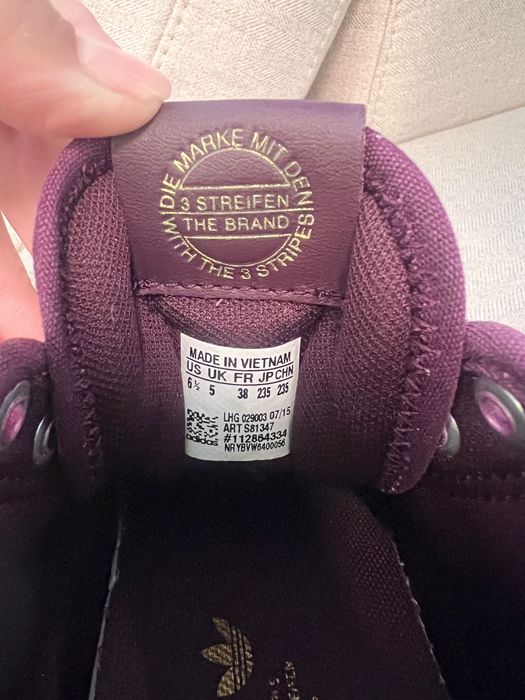 DIE MARKE MIT DEN
3 STREIFEN
THE BRAND
WITH THE 3 STRIPES
MADE IN VIETNAM
US UK FR JP CHN
6½ 5 38 235 235
LHG 029003 07/15
ART S81347
#112864334
NRYBVW6400056
adidas